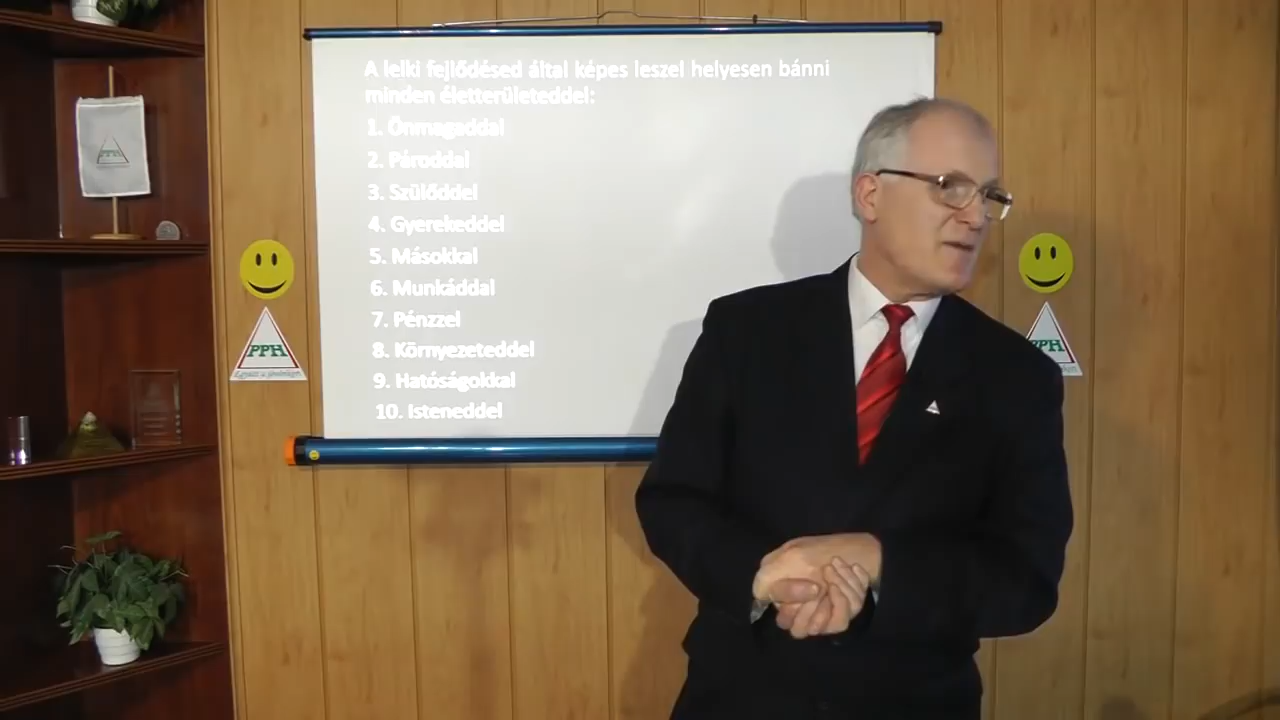 A lelki fejlődésed által képes leszel helyesen bánni
minden életterületeddel:
1. Önmagaddal
2. Pároddal
3. Szülőddel
4. Gyerekeddel
5. Másokkal
6. Munkáddal
7. Pénzzel
8. Környezeteddel
9. Hatóságokkal
10. Isteneddel
PPH
PPH
PPH